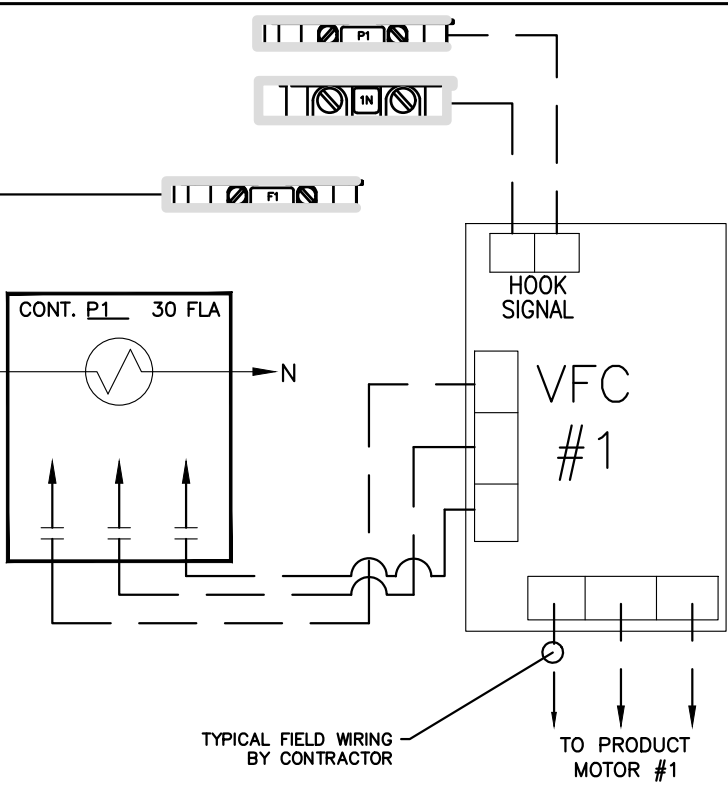 P1
1N
F1
HOOK
SIGNAL
CONT. P1 30 FLA
N
VFC
#1
TYPICAL FIELD WIRING
BY CONTRACTOR
TO PRODUCT
MOTOR #1